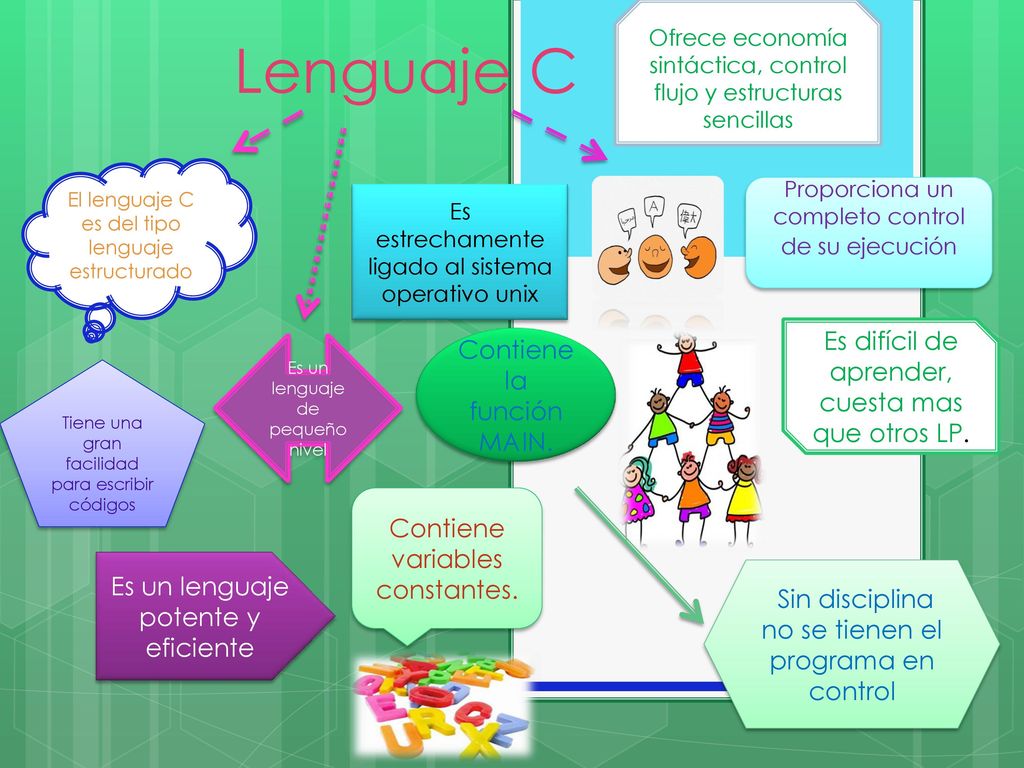 Lenguaje C
Ofrece economía
sintáctica, control
flujo y estructuras
sencillas
El lenguaje C
es del tipo
lenguaje
estructurado
Es
estrechamente
ligado al sistema
operativo unix
A
偉大
Proporciona un
completo control
de su ejecución
Tiene una
gran
facilidad
para escribir
códigos
Es un
lenguaje
de
pequeño
nivel
Contiene
la
función
MAIN.
Es difícil de
aprender,
cuesta mas
que otros LP.
Contiene
variables
constantes.
Es un lenguaje
potente y
eficiente
Sin disciplina
no se tienen el
programa en
control